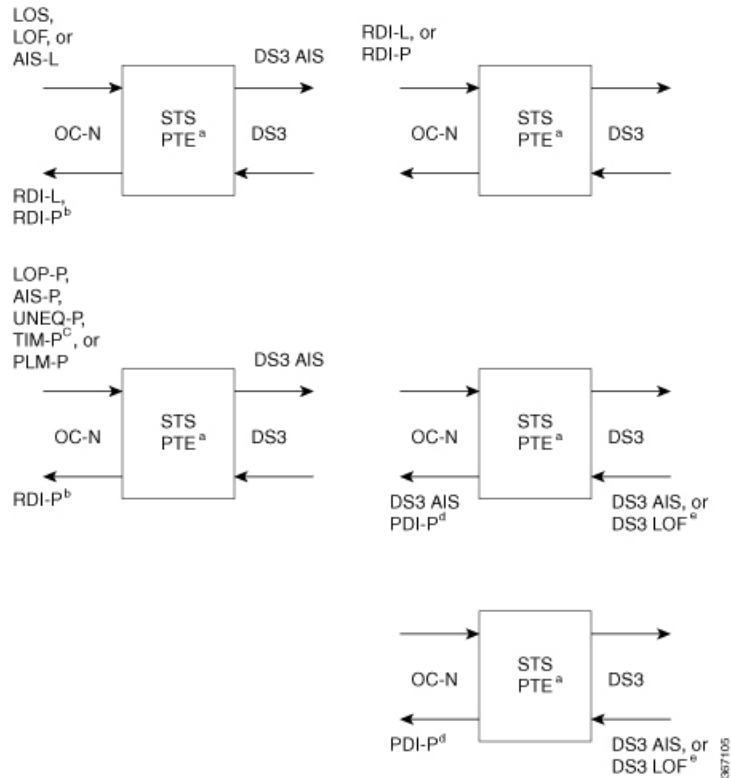 LOS,
LOF, or
AIS-L
DS3 AIS
OC-N
STS
PTE a
DS3
RDI-L,
RDI-P b
RDI-L, or
RDI-P
OC-N
STS
PTE a
DS3
LOP-P,
AIS-P,
UNEQ-P,
TIM-P C, or
PLM-P
DS3 AIS
OC-N
STS
PTE a
DS3
RDI-P b
OC-N
STS
PTE a
DS3
DS3 AIS
PDI-P d
DS3 AIS, or
DS3 LOF e
OC-N
STS
PTE a
DS3
PDI-P d
DS3 AIS, or
DS3 LOF e
367105